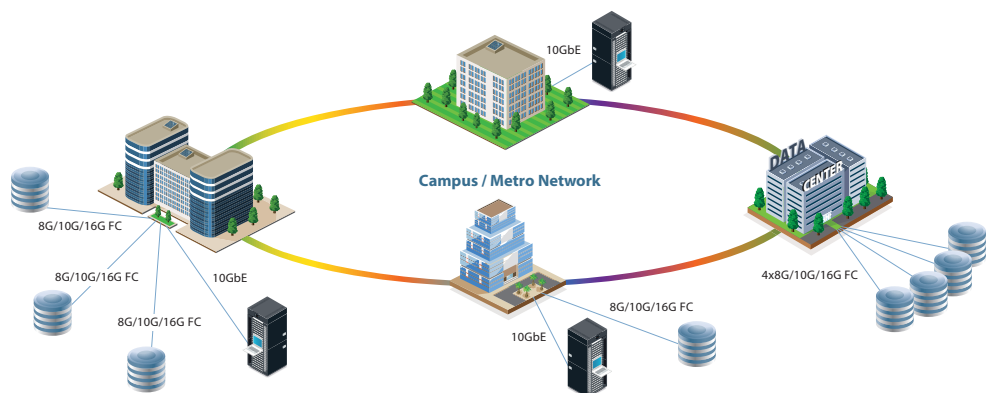 10GbE
DATA
CENTER
Campus / Metro Network
8G/10G/16G FC
8G/10G/16G FC
10GbE
4x8G/10G/16G FC
8G/10G/16G FC
8G/10G/16G FC
10GbE